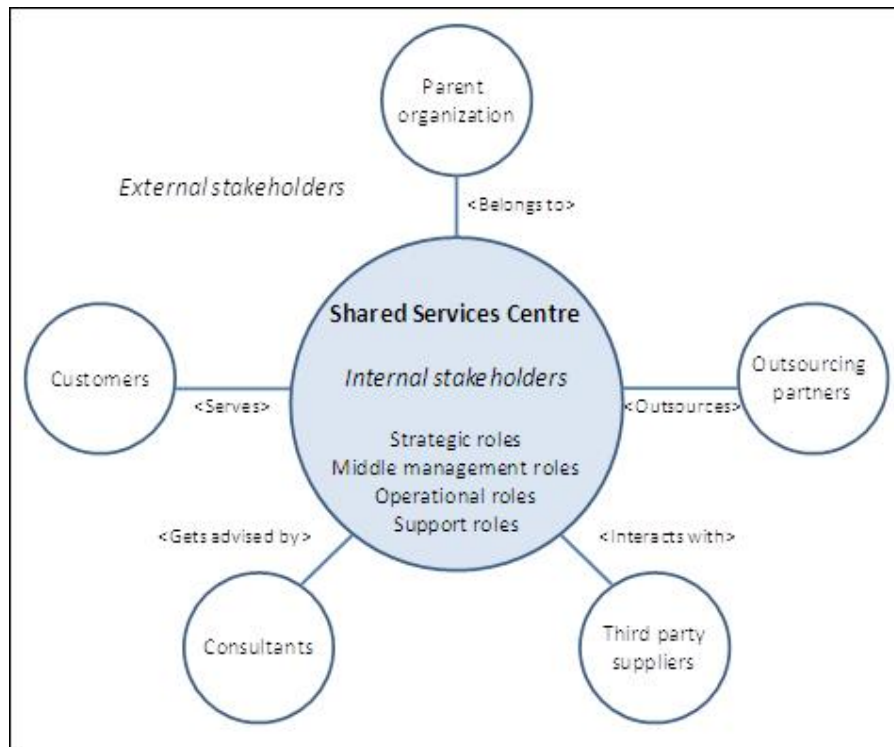 Parent
organization
External stakeholders
<Belongs to>
Shared Services Centre
Internal stakeholders
Strategic roles
Middle management roles
Operational roles
Support roles
Customers
<Serves>
Outsourcing
partners
<Outsources>
<Gets advised by>
<Interacts with>
Consultants
Third party
suppliers